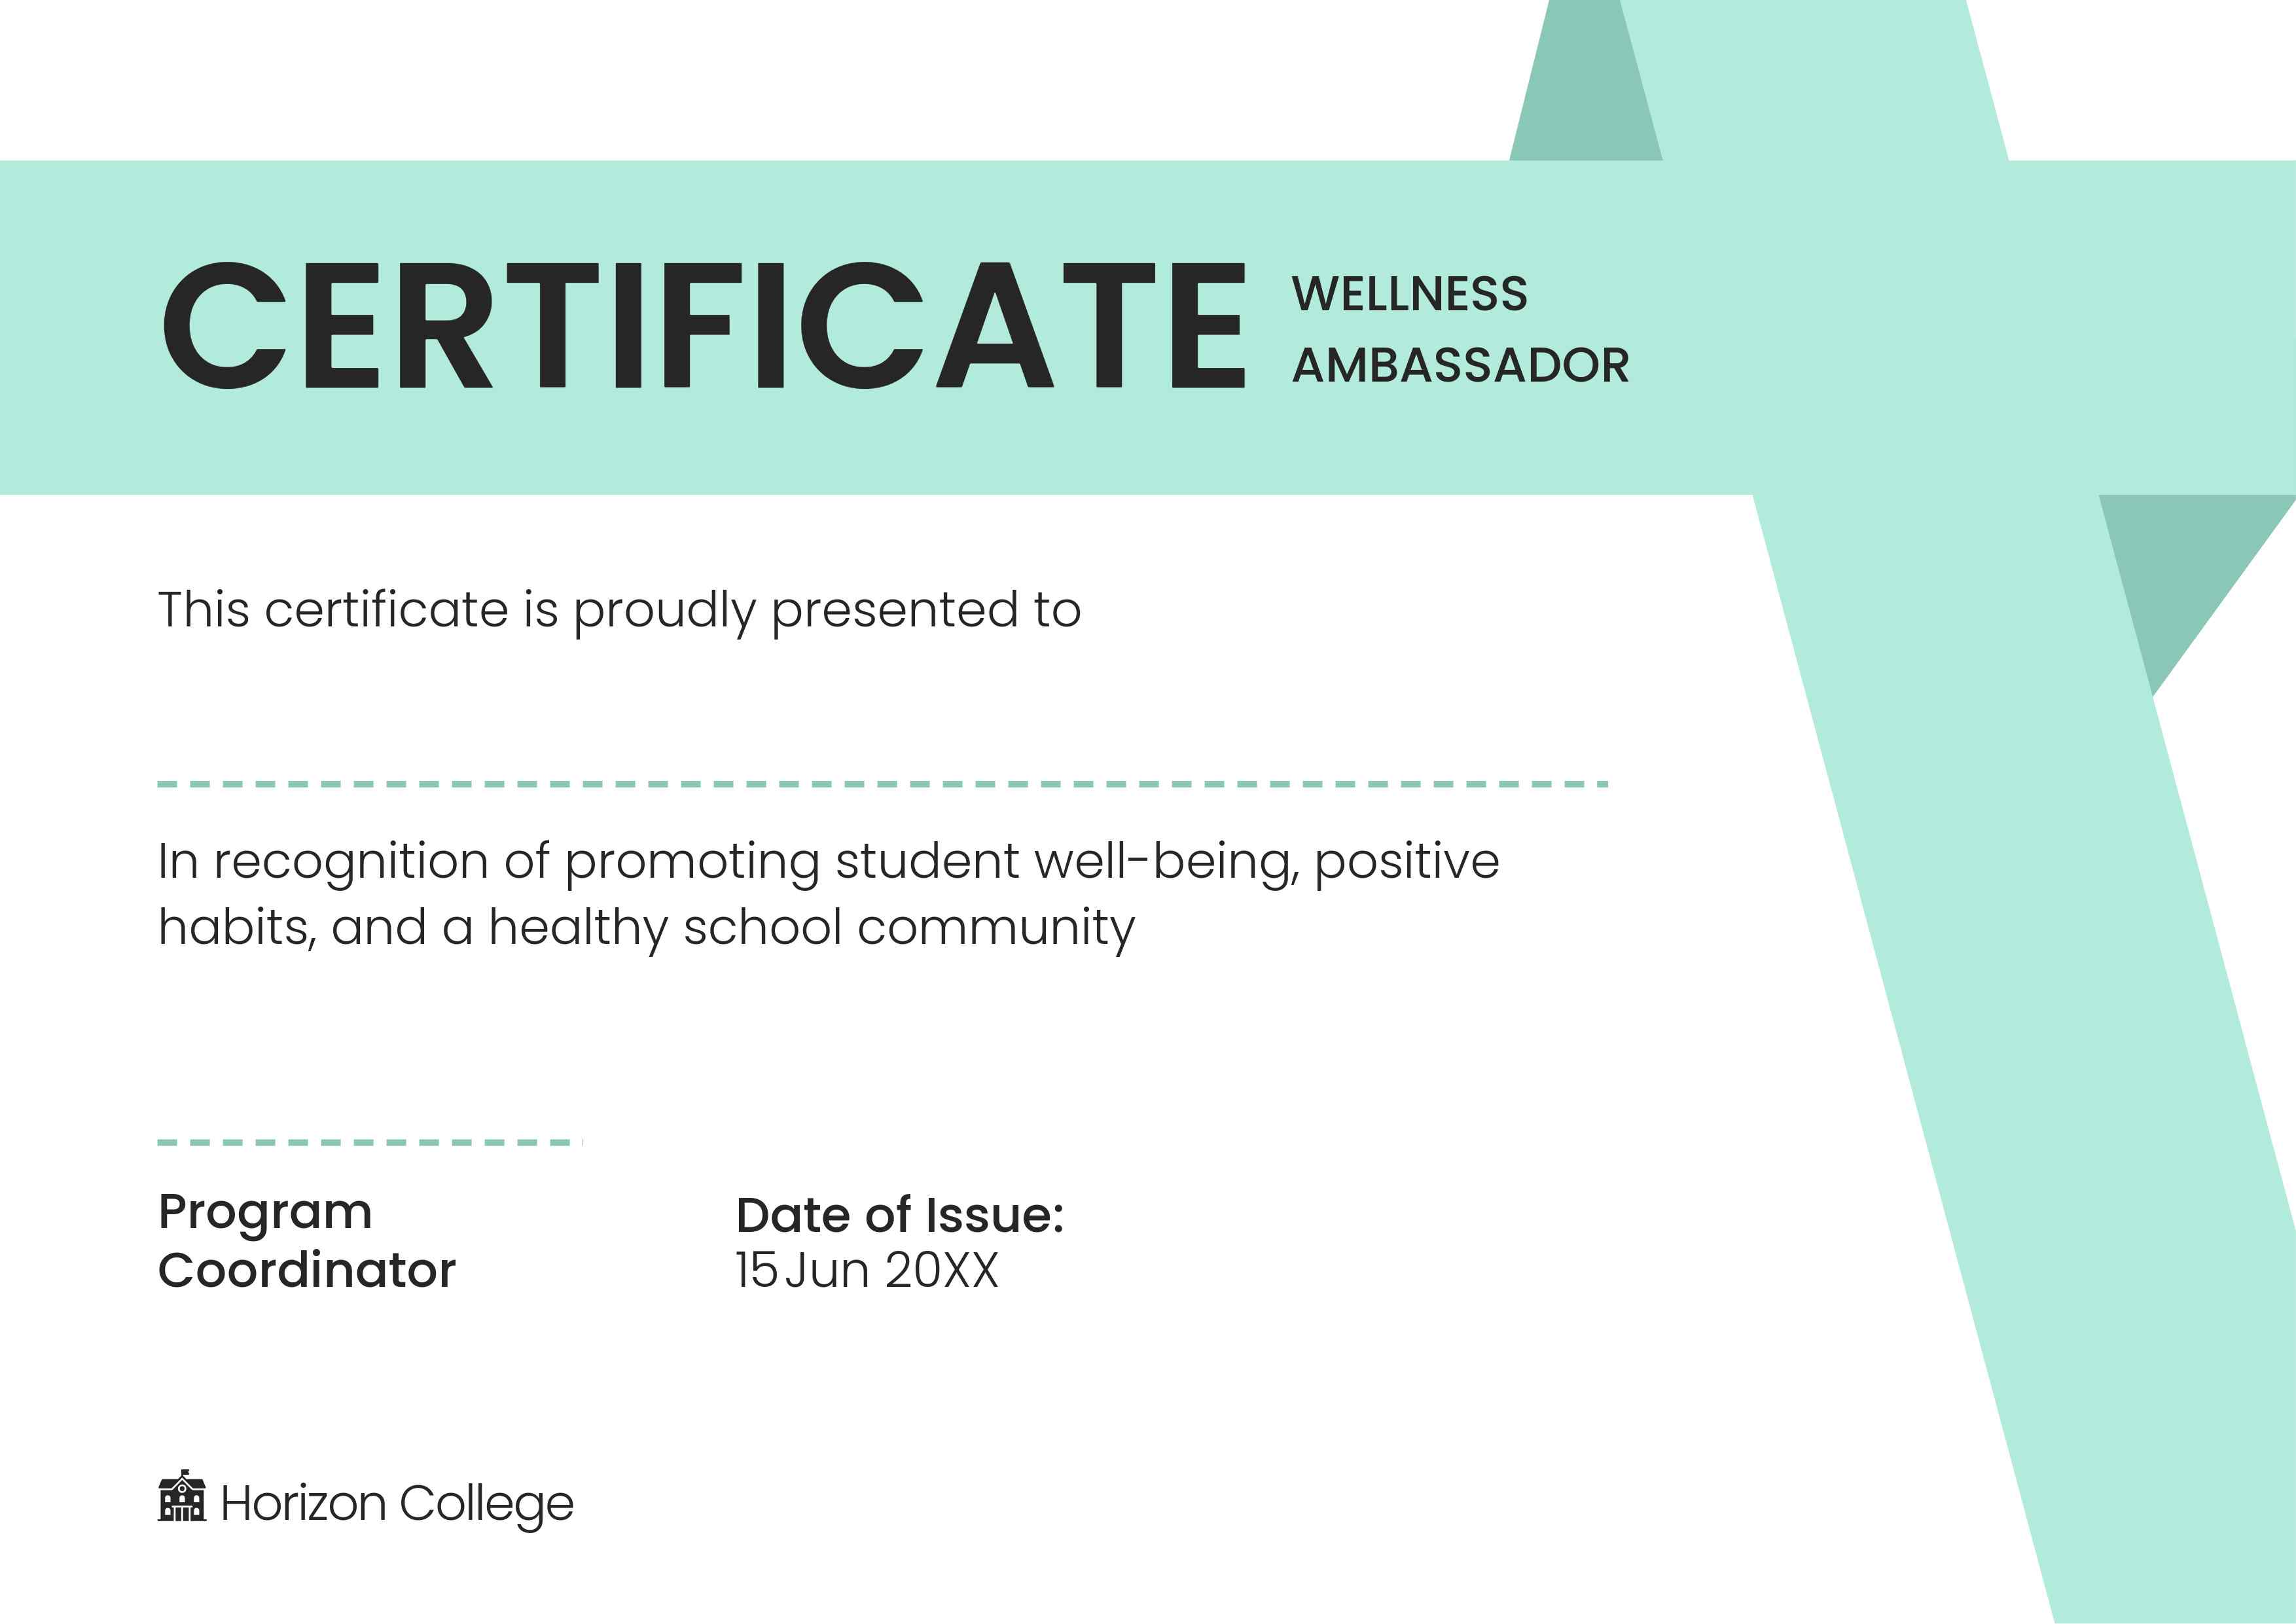 CERTIFICATE
WELLNESS
AMBASSADOR
This certificate is proudly presented to
In recognition of promoting student well-being, positive
habits, and a healthy school community
Program
Coordinator
Date of Issue:
15 Jun 20XX
Horizon College